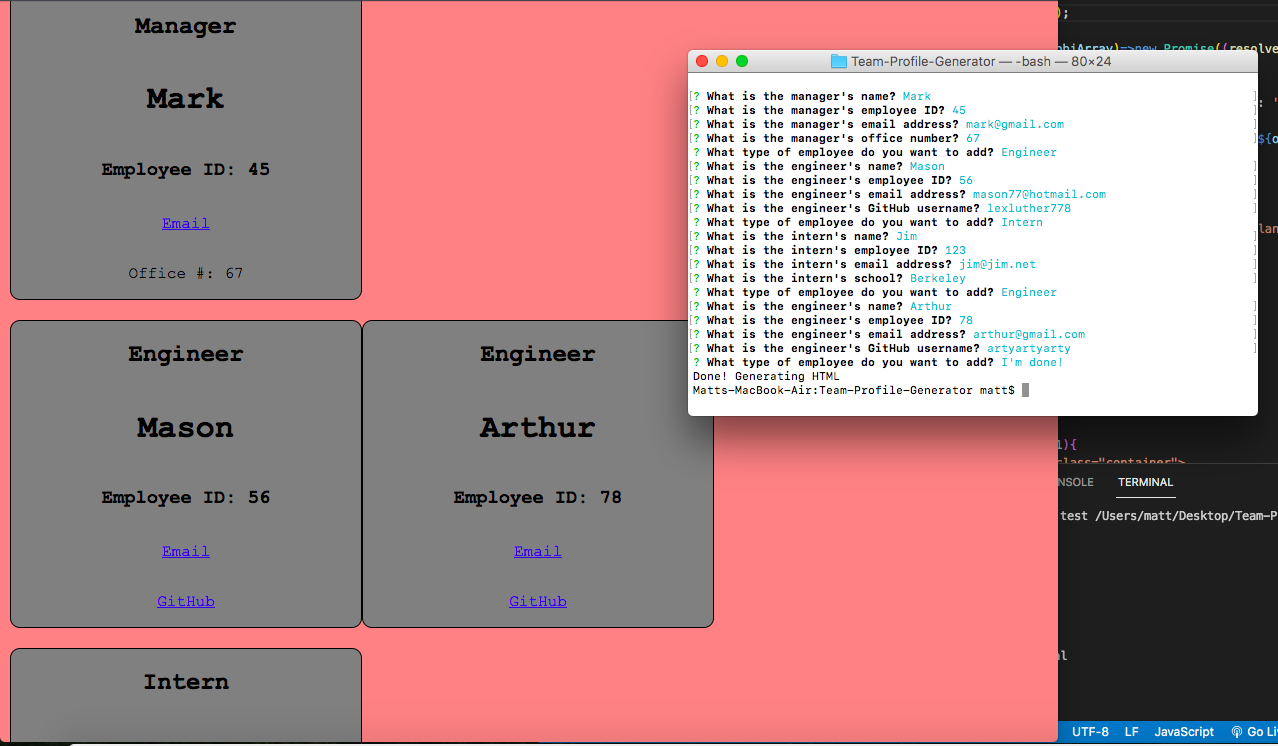 Manager
Mark
Employee ID: 45
Email
Office #: 67
Engineer
Mason
Employee ID: 56
Email
GitHub
Engineer
Arthur
Employee ID: 78
Email
GitHub
Intern
Team-Profile-Generator — -bash — 80×24
[? What is the manager's name? Mark ]
[? What is the manager's employee ID? 45 ]
[? What is the manager's email address? mark@gmail.com ]
[? What is the manager's office number? 67 ]
? What type of employee do you want to add? Engineer
[? What is the engineer's name? Mason ]
[? What is the engineer's employee ID? 56 ]
[? What is the engineer's email address? mason77@hotmail.com ]
[? What is the engineer's GitHub username? lexluther778 ]
? What type of employee do you want to add? Intern
[? What is the intern's name? Jim ]
[? What is the intern's employee ID? 123 ]
[? What is the intern's email address? jim@jim.net ]
[? What is the intern's school? Berkeley ]
? What type of employee do you want to add? Engineer
[? What is the engineer's name? Arthur ]
[? What is the engineer's employee ID? 78 ]
[? What is the engineer's email address? arthur@gmail.com ]
[? What is the engineer's GitHub username? artyartyarty ]
? What type of employee do you want to add? I'm done!
Done! Generating HTML
Matts-MacBook-Air:Team-Profile-Generator matt$
);
=>new Promise((resolve
: '
${o
lan
){
class="container">
NSOLE TERMINAL
test /Users/matt/Desktop/Team-P
UTF-8 LF JavaScript Go Li